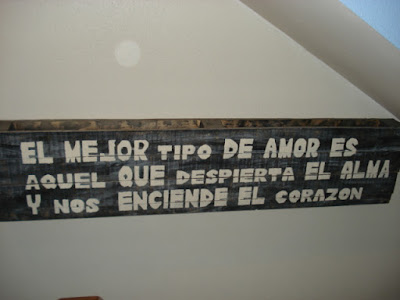 EL MEJOR TIPO DE AMOR ES
AQUEL QUE DESPIERTA EL ALMA
Y NOS ENCIENDE EL CORAZON